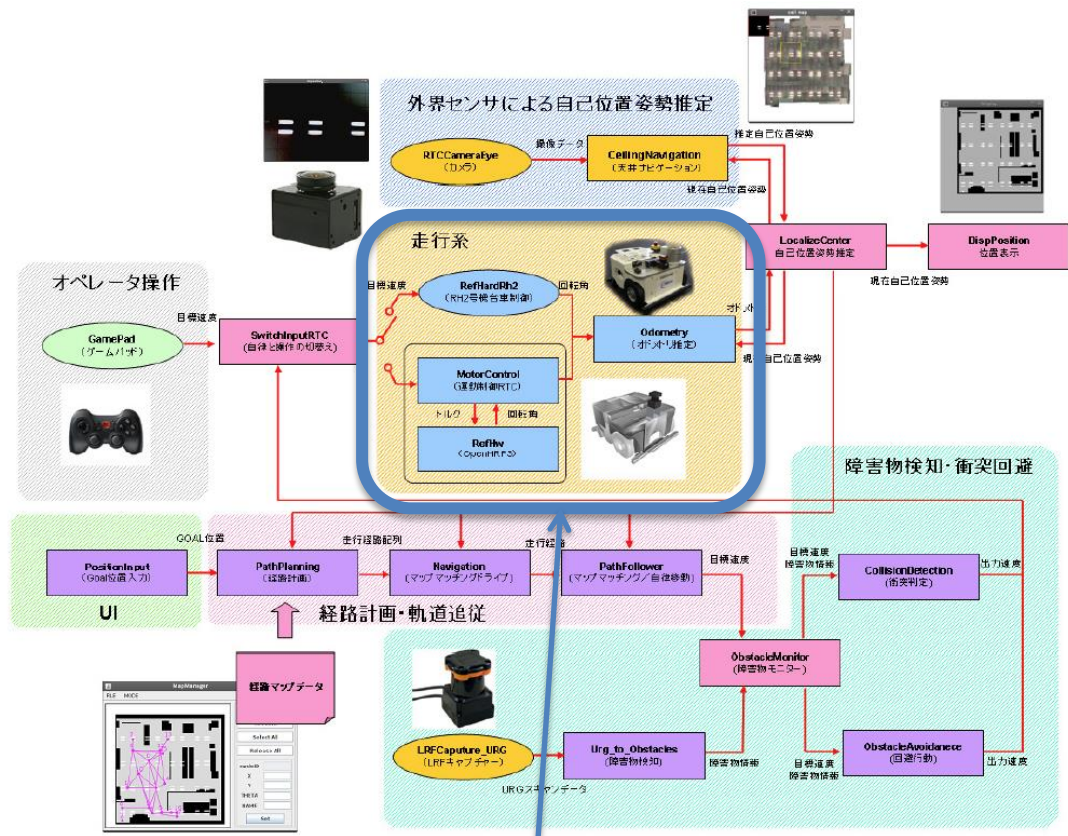 外界センサによる自己位置姿勢推定
RTCCameraEye
(カメラ)
撮像データ
CeilingNavigation
(天井ナビゲーション)
推定自己位置姿勢
現在自己位置姿勢
LocalizeCenter
自己位置姿勢推定
DispPosition
位置表示
現在自己位置姿勢
走行系
オペレータ操作
目標速度
RefHardRh2
(RH2号機台車制御)
回転角
GamePad
(ゲームパッド)
目標速度
SwitchInputRTC
(自律と操作の切替え)
Odometry
(オドメトリ推定)
オドメトリ
現在自己位置姿勢
MotorControl
(運動制御RTC)
トルク
回転角
RefHw
(OpenHRP3)
障害物検知・衝突回避
GOAL位置
走行経路配列
走行経路
PositionInput
(Goal位置入力)
PathPlanning
(経路計画)
Navigation
(マップマッチングドライブ)
PathFollower
(マップマッチング/自律移動)
目標速度
目標速度
障害物情報
CollisionDetection
(衝突判定)
出力速度
UI
経路計画・軌道追従
ObstacleMonitor
(障害物モニター)
経路マップデータ
MapManager
FILE MODE
Select All
Release All
X
Y
THETA
NAME
Set
LRFCaputure_URG
(LRFキャプチャー)
URGスキャンデータ
Urg_to_Obstacles
(障害物検知)
障害物情報
目標速度
障害物情報
ObstacleAvoidanece
(回避行動)
出力速度